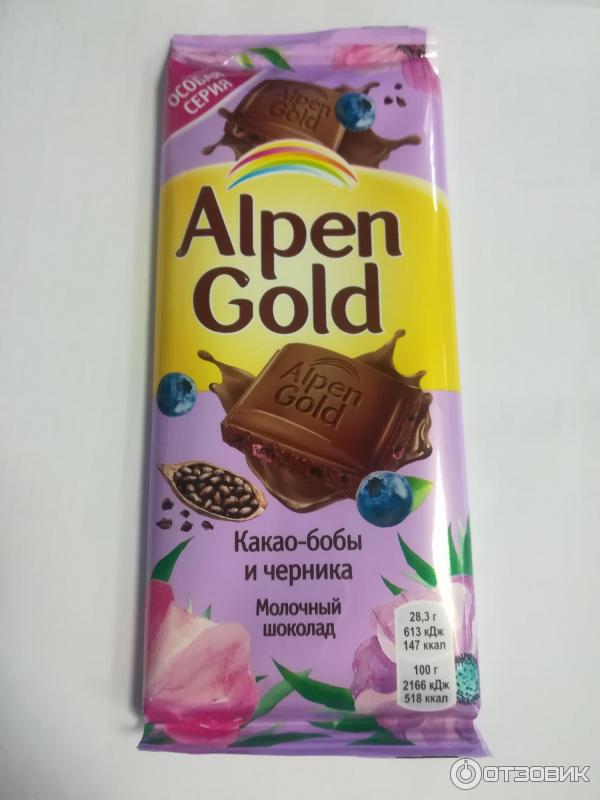 ОСОБАЯ
СЕРИЯ
Alpen
Gold
Alpen
Gold
Alpen
Gold
Какао-бобы
и черника
Молочный
шоколад
28,3 г
613 кДж
147 ккал
100 г
2166 кДж
518 ккал
ОТЗОВИК